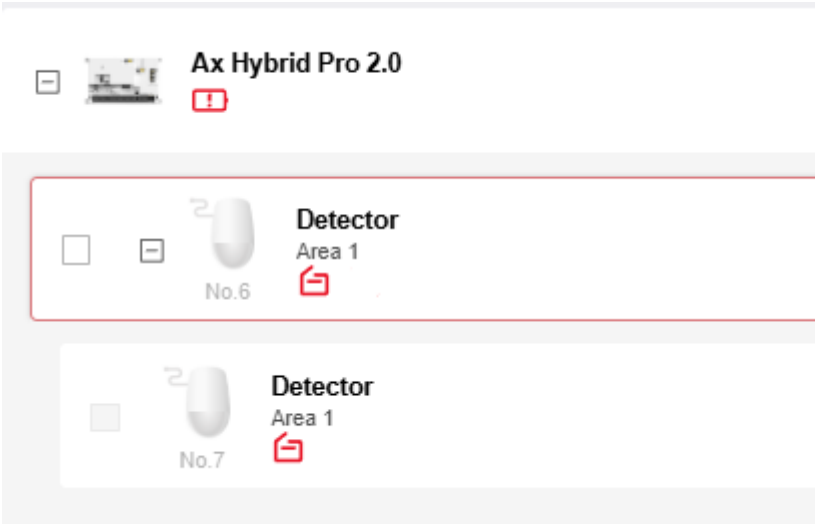 Ax Hybrid Pro 2.0
Detector
Area 1
No.6
Detector
Area 1
No.7